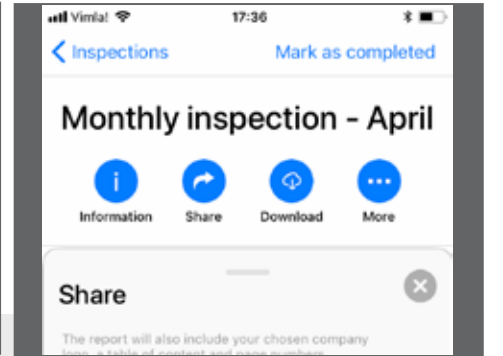 Vimla! 17:36
Inspections Mark as completed
Monthly inspection - April
i
Information Share Download More
Share
The report will also include your chosen company
logo, a table of content and page numbers